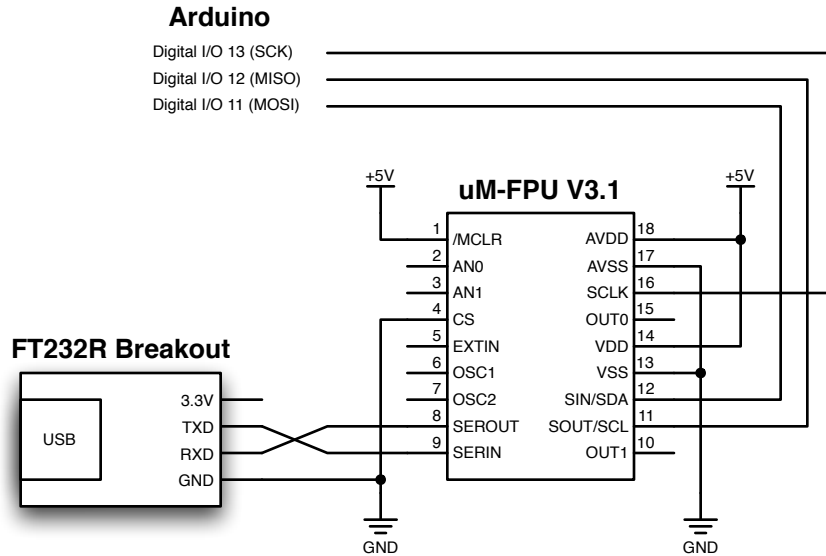 Arduino
Digital I/O 13 (SCK)
Digital I/O 12 (MISO)
Digital I/O 11 (MOSI)
+5V
uM-FPU V3.1
+5V
1 /MCLR AVDD 18
2 AN0 AVSS 17
3 AN1 SCLK 16
4 CS OUT0 15
5 EXTIN VDD 14
6 OSC1 VSS 13
7 OSC2 SIN/SDA 12
8 SEROUT SOUT/SCL 11
9 SERIN OUT1 10
FT232R Breakout
USB
3.3V
TXD
RXD
GND
GND
GND